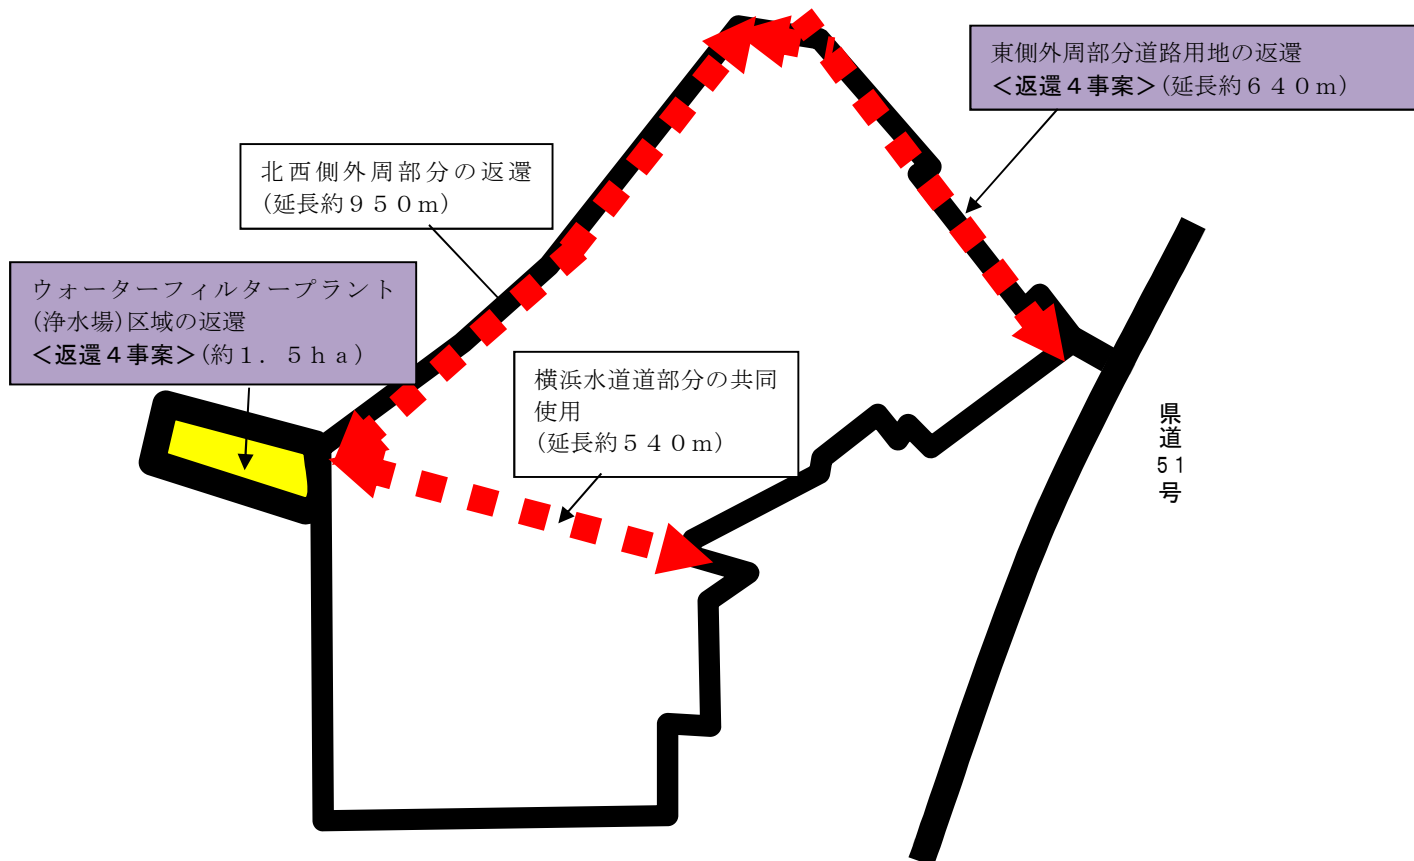 東側外周部分道路用地の返還
＜返還４事案＞(延長約６４０ｍ)
北西側外周部分の返還
(延長約９５０ｍ)
ウォーターフィルタープラント
(浄水場)区域の返還
＜返還４事案＞(約１．５ｈａ)
横浜水道道部分の共同
使用
(延長約５４０ｍ)
県道51号